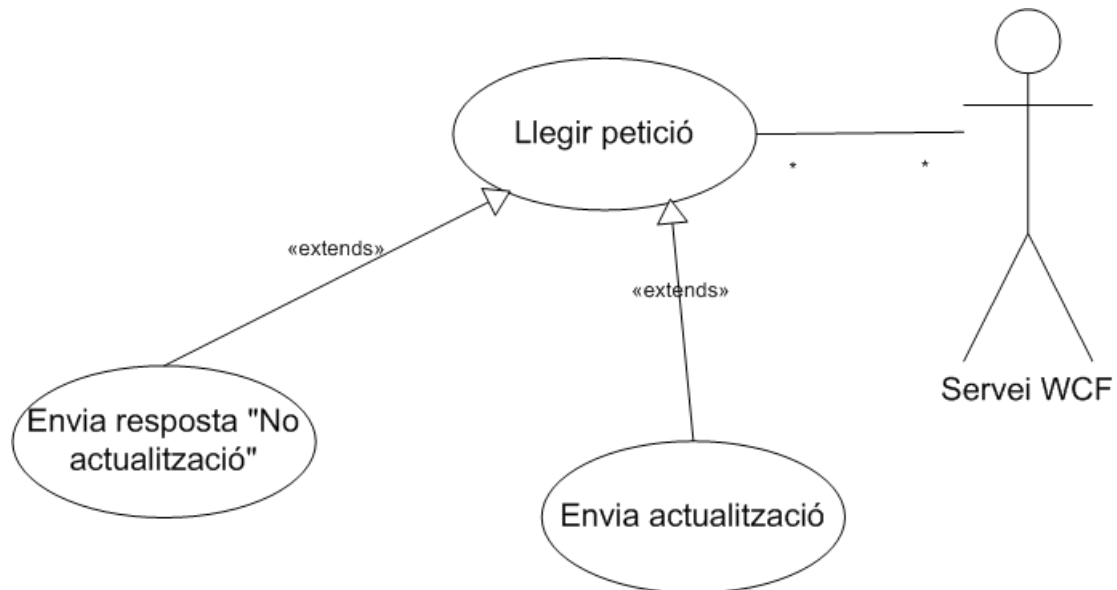 Llegir petició
*
*
«extends»
«extends»
Servei WCF
Envia resposta "No
actualització"
Envia actualització